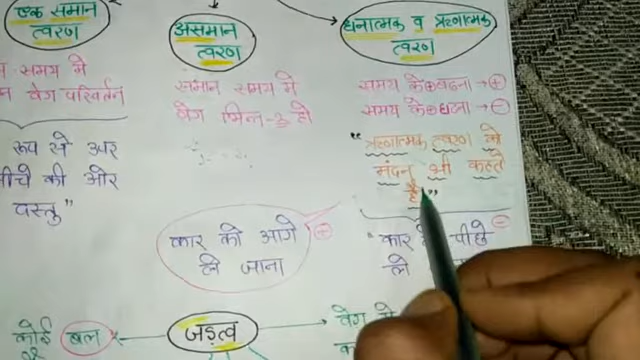 एक समान
त्वरण
असमान
त्वरण
धनात्मक व ऋणात्मक
त्वरण
समय में
वेग परिवर्तन
समान समय में
वेग भिन्न-2 हो
समय के⊕बढना → +
समय के⊕घटना → -
"ऋणात्मक त्वरण को
मंदन भी कहते
है"
रूप से ऊपर
नीचे की ओर
वस्तु"
कार को आगे
ले जाना
+
-
"कार पीछे
ले
जड़त्व
कोई बल
वेग